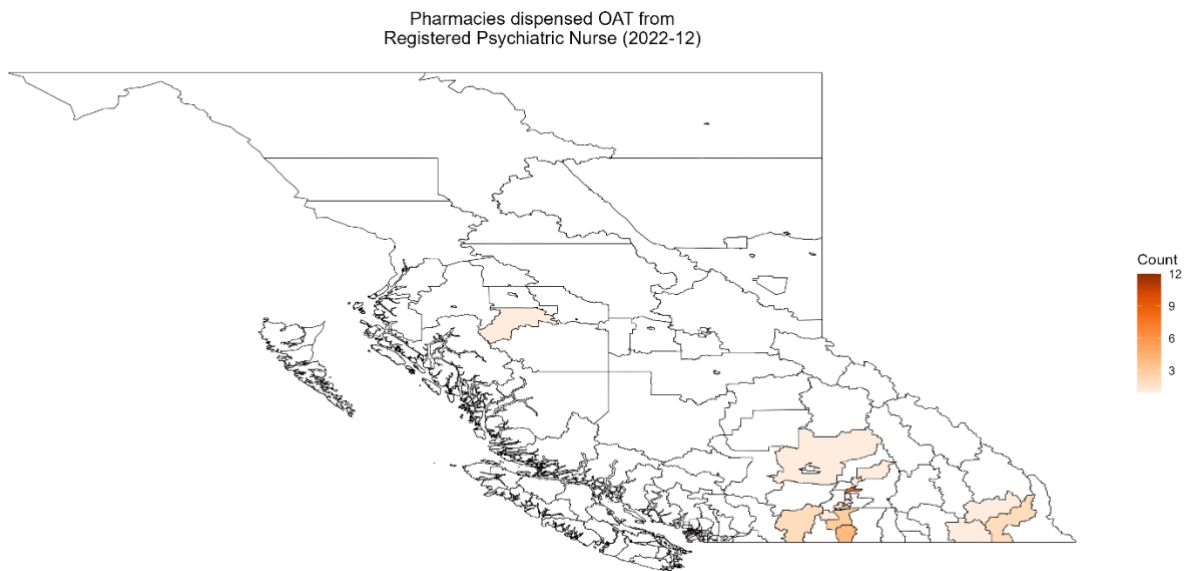 Pharmacies dispensed OAT from
Registered Psychiatric Nurse (2022-12)
Count
12
9
6
3